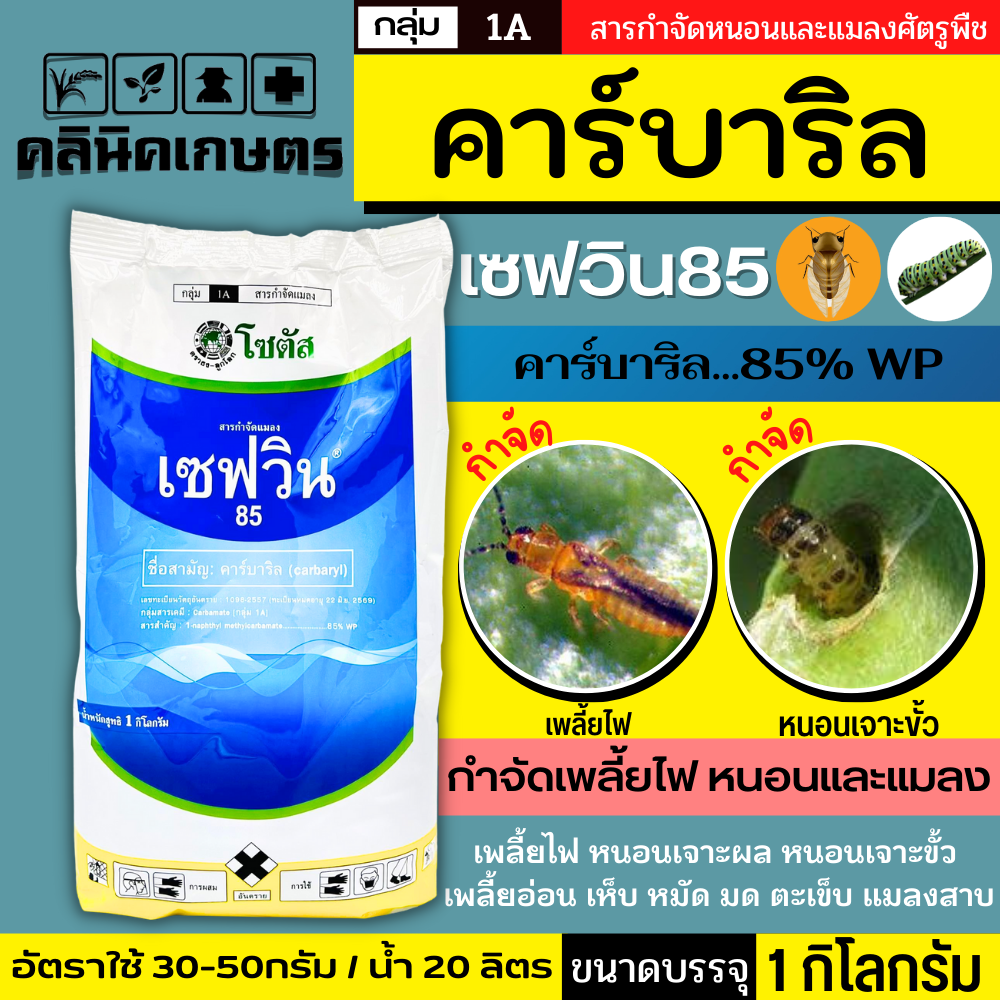 กลุ่ม 1A สารกำจัดหนอนและแมลงศัตรูพืช
คลินิคเกษตร
คาร์บาริล
เซฟวิน85
คาร์บาริล...85% WP
กลุ่ม 1A สารกำจัดแมลง
โซตัส
ตราธง-ลูกโลก
สารกำจัดแมลง
เซฟวิน®
85
ชื่อสามัญ: คาร์บาริล (carbaryl)
เลขทะเบียนวัตถุอันตราย : 1098-2557 (ทะเบียนหมดอายุ 22 มิ.ย. 2569)
กลุ่มสารเคมี : Carbamate (กลุ่ม 1A)
สารสำคัญ : 1-naphthyl methylcarbamate ............... 85% WP
น้ำหนักสุทธิ 1 กิโลกรัม
การผสม
อันตราย
การใช้
กำจัด
กำจัด
เพลี้ยไฟ
หนอนเจาะขั้ว
กำจัดเพลี้ยไฟ หนอนและแมลง
เพลี้ยไฟ หนอนเจาะผล หนอนเจาะขั้ว
เพลี้ยอ่อน เห็บ หมัด มด ตะเข็บ แมลงสาบ
อัตราใช้ 30-50กรัม / น้ำ 20 ลิตร
ขนาดบรรจุ
1 กิโลกรัม